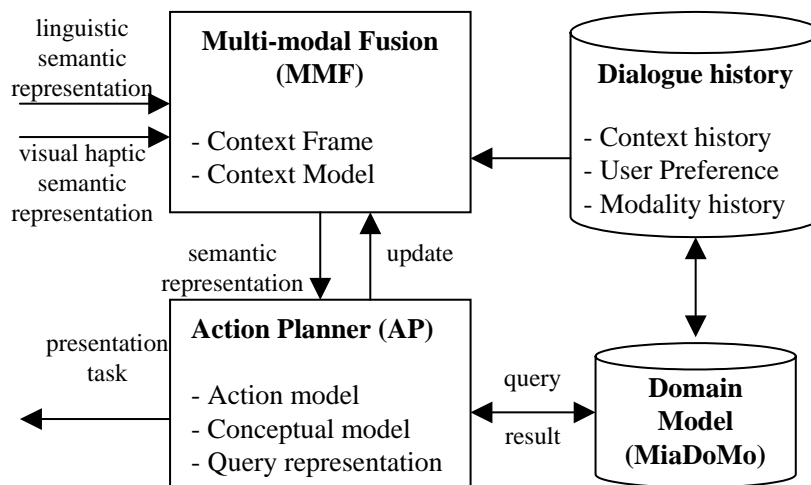 linguistic
semantic
representation
visual haptic
semantic
representation
Multi-modal Fusion
(MMF)
- Context Frame
- Context Model
Dialogue history
- Context history
- User Preference
- Modality history
semantic
representation
update
presentation
task
Action Planner (AP)
- Action model
- Conceptual model
- Query representation
query
result
Domain
Model
(MiaDoMo)